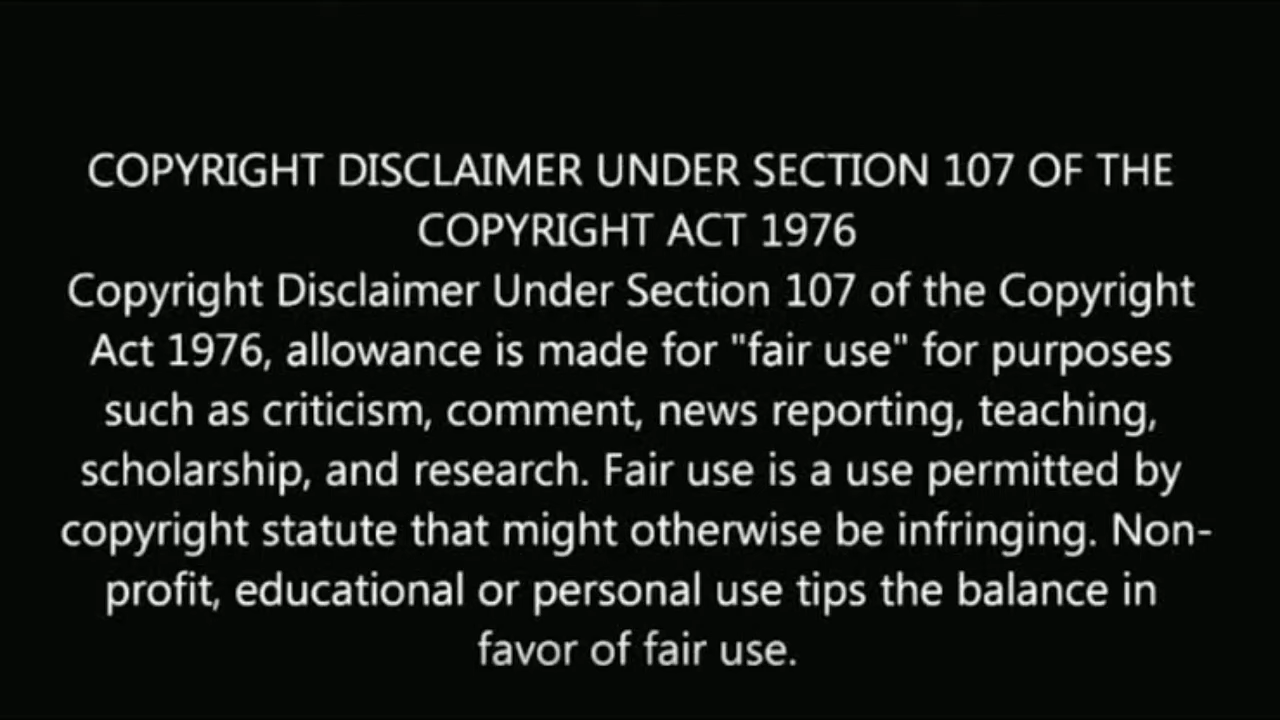 COPYRIGHT DISCLAIMER UNDER SECTION 107 OF THE
COPYRIGHT ACT 1976
Copyright Disclaimer Under Section 107 of the Copyright
Act 1976, allowance is made for "fair use" for purposes
such as criticism, comment, news reporting, teaching,
scholarship, and research. Fair use is a use permitted by
copyright statute that might otherwise be infringing. Non-
profit, educational or personal use tips the balance in
favor of fair use.